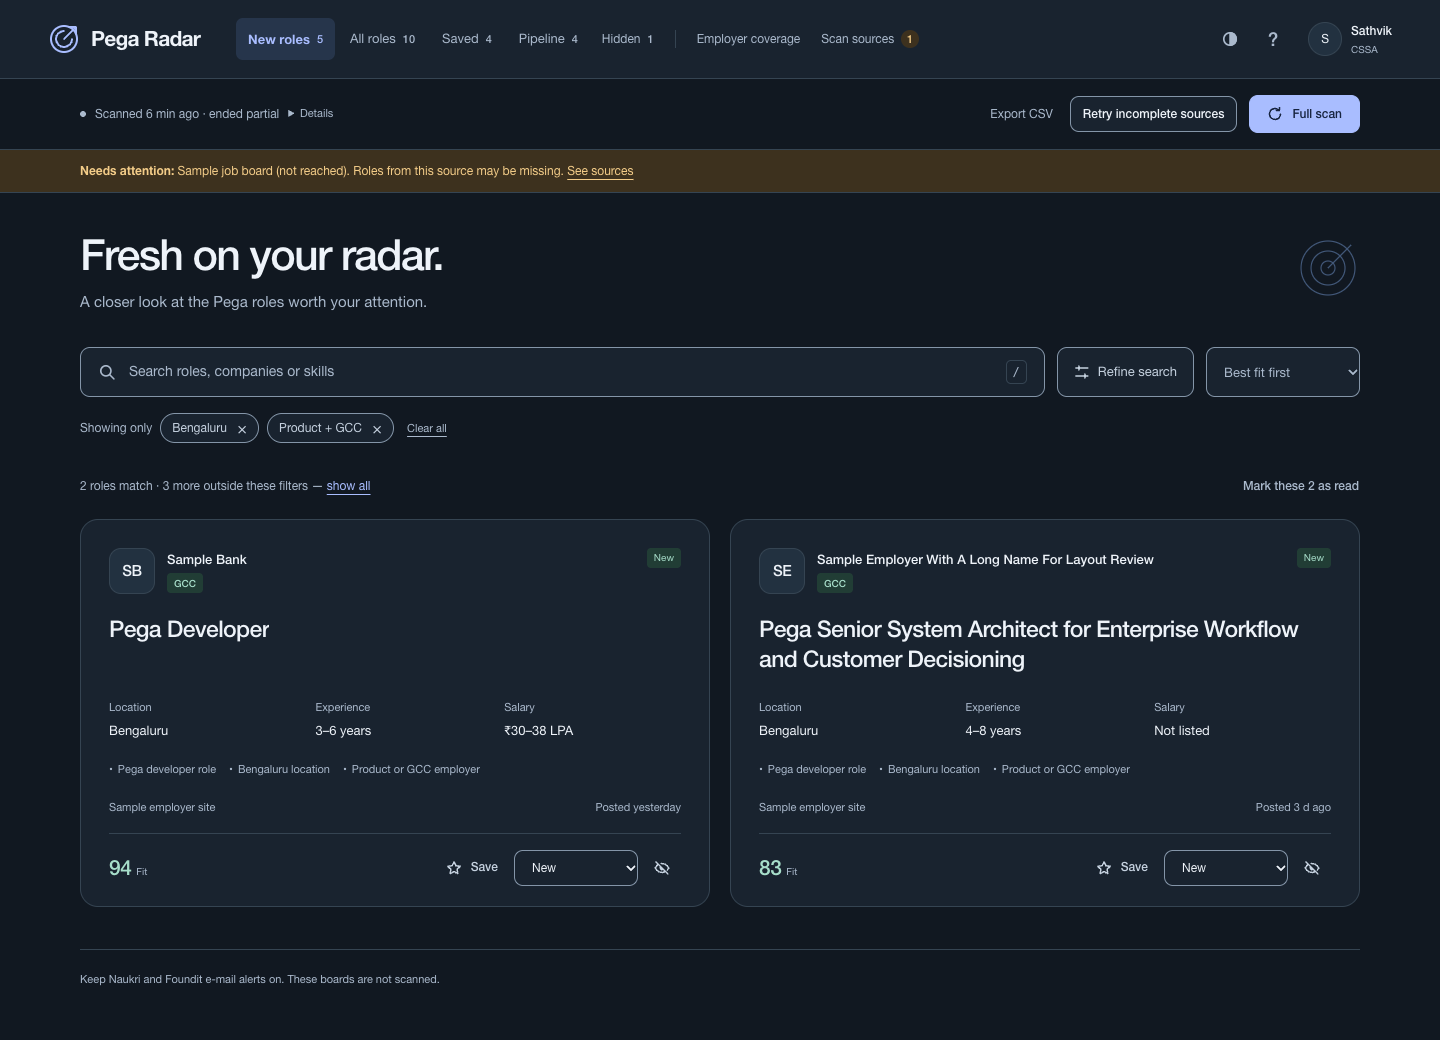 Pega Radar
New roles 5
All roles 10
Saved 4
Pipeline 4
Hidden 1
Employer coverage
Scan sources 1
?
S
Sathvik
CSSA
Scanned 6 min ago · ended partial
Details
Export CSV
Retry incomplete sources
Full scan
Needs attention: Sample job board (not reached). Roles from this source may be missing. See sources
Fresh on your radar.
A closer look at the Pega roles worth your attention.
Search roles, companies or skills
/
Refine search
Best fit first
Showing only
Bengaluru
Product + GCC
Clear all
2 roles match · 3 more outside these filters — show all
Mark these 2 as read
SB
Sample Bank
GCC
New
Pega Developer
Location
Experience
Salary
Bengaluru
3–6 years
₹30–38 LPA
· Pega developer role · Bengaluru location · Product or GCC employer
Sample employer site
Posted yesterday
94 Fit
Save
New
SE
Sample Employer With A Long Name For Layout Review
GCC
New
Pega Senior System Architect for Enterprise Workflow
and Customer Decisioning
Location
Experience
Salary
Bengaluru
4–8 years
Not listed
· Pega developer role · Bengaluru location · Product or GCC employer
Sample employer site
Posted 3 d ago
83 Fit
Save
New
Keep Naukri and Foundit e-mail alerts on. These boards are not scanned.